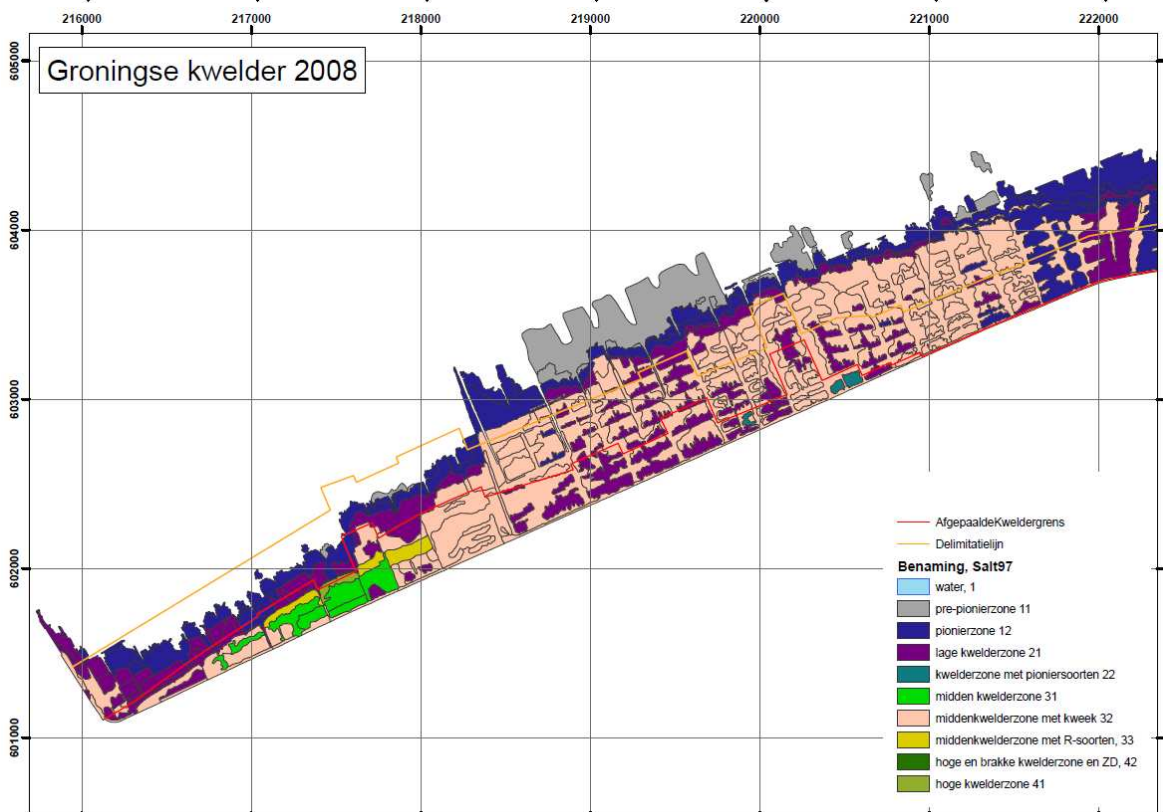 216000 217000 218000 219000 220000 221000 222000
Groningse kwelder 2008
605000
604000
603000
602000
601000
AfgepaaldeKweldergrens
Delimitatielijn
Benaming, Salt97
water, 1
pre-pionierzone 11
pionierzone 12
lage kwelderzone 21
kwelderzone met pioniersoorten 22
midden kwelderzone 31
middenkwelderzone met kweek 32
middenkwelderzone met R-soorten, 33
hoge en brakke kwelderzone en ZD, 42
hoge kwelderzone 41